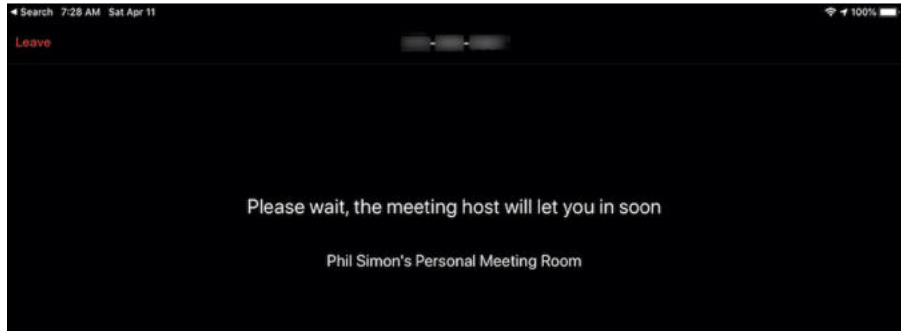 ◀ Search 7:28 AM Sat Apr 11 100%
Leave
Please wait, the meeting host will let you in soon
Phil Simon's Personal Meeting Room